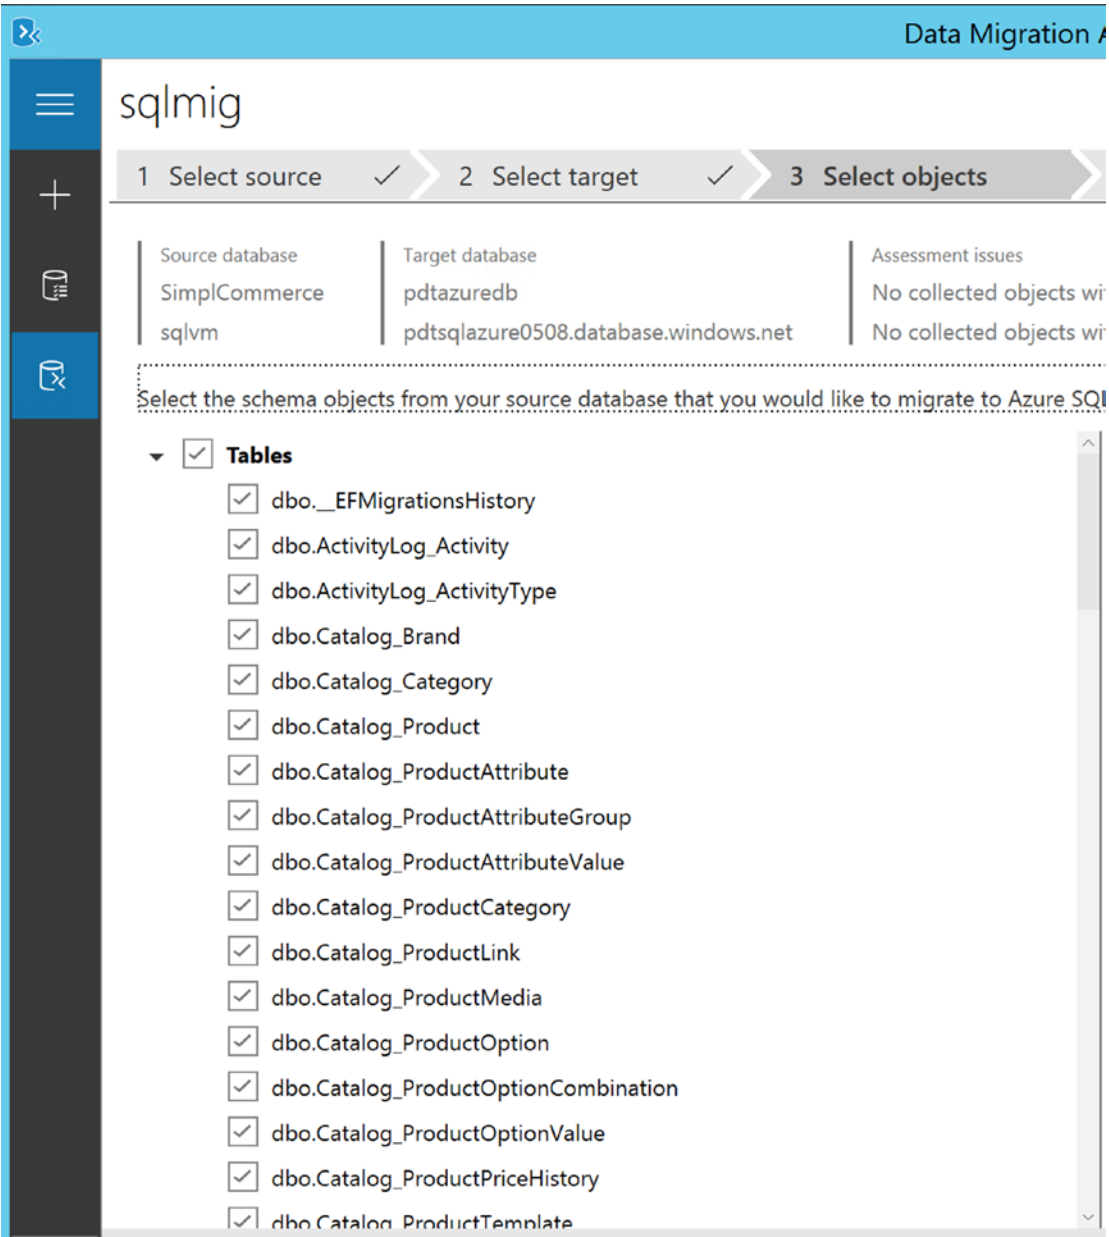 Data Migration
sqlmig
1 Select source 2 Select target 3 Select objects
Source database Target database Assessment issues
SimplCommerce pdtazuredb No collected objects
sqlvm pdtsqlazure0508.database.windows.net No collected objects
Select the schema objects from your source database that you would like to migrate to Azure SQL
Tables
dbo.__EFMigrationsHistory
dbo.ActivityLog_Activity
dbo.ActivityLog_ActivityType
dbo.Catalog_Brand
dbo.Catalog_Category
dbo.Catalog_Product
dbo.Catalog_ProductAttribute
dbo.Catalog_ProductAttributeGroup
dbo.Catalog_ProductAttributeValue
dbo.Catalog_ProductCategory
dbo.Catalog_ProductLink
dbo.Catalog_ProductMedia
dbo.Catalog_ProductOption
dbo.Catalog_ProductOptionCombination
dbo.Catalog_ProductOptionValue
dbo.Catalog_ProductPriceHistory
dbo.Catalog_ProductTemplate